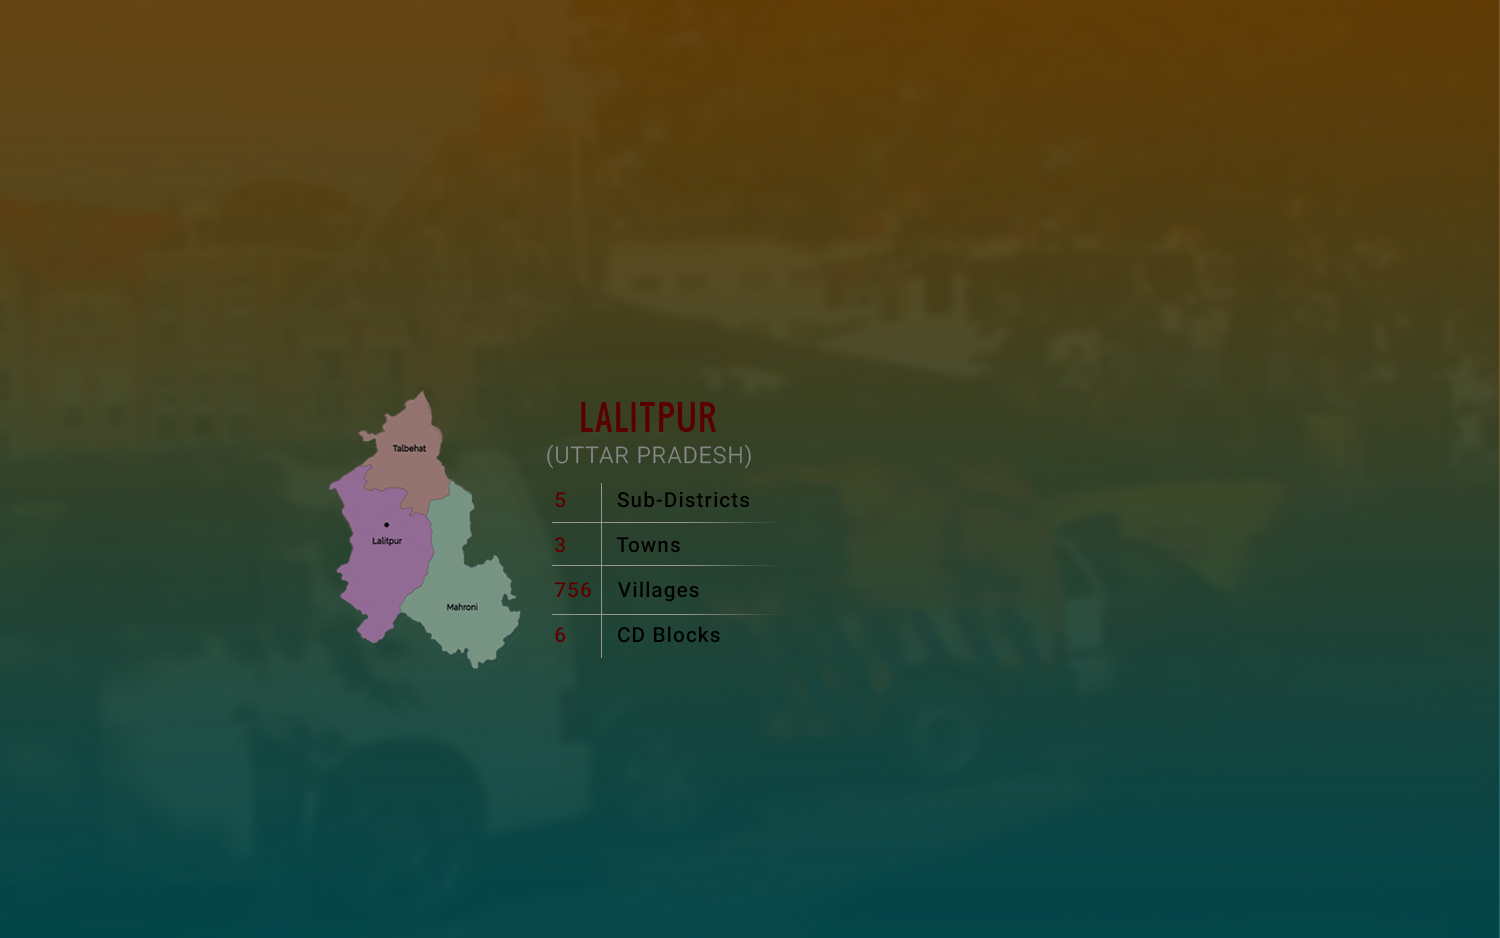 LALITPUR
(UTTAR PRADESH)
5 Sub-Districts
3 Towns
756 Villages
6 CD Blocks
Talbehat
Lalitpur
Mahroni